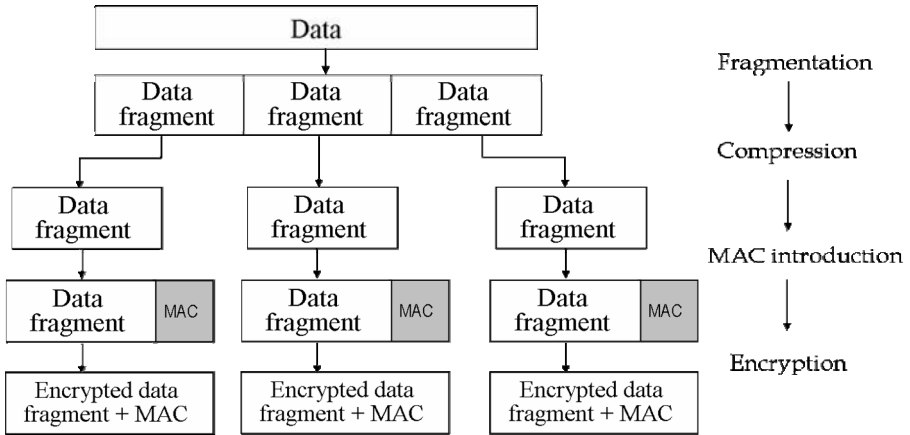 Data
Fragmentation
Data
fragment
Data
fragment
Data
fragment
Compression
Data
fragment
Data
fragment
Data
fragment
MAC introduction
Data
fragment
MAC
Data
fragment
MAC
Data
fragment
MAC
Encryption
Encrypted data
fragment + MAC
Encrypted data
fragment + MAC
Encrypted data
fragment + MAC